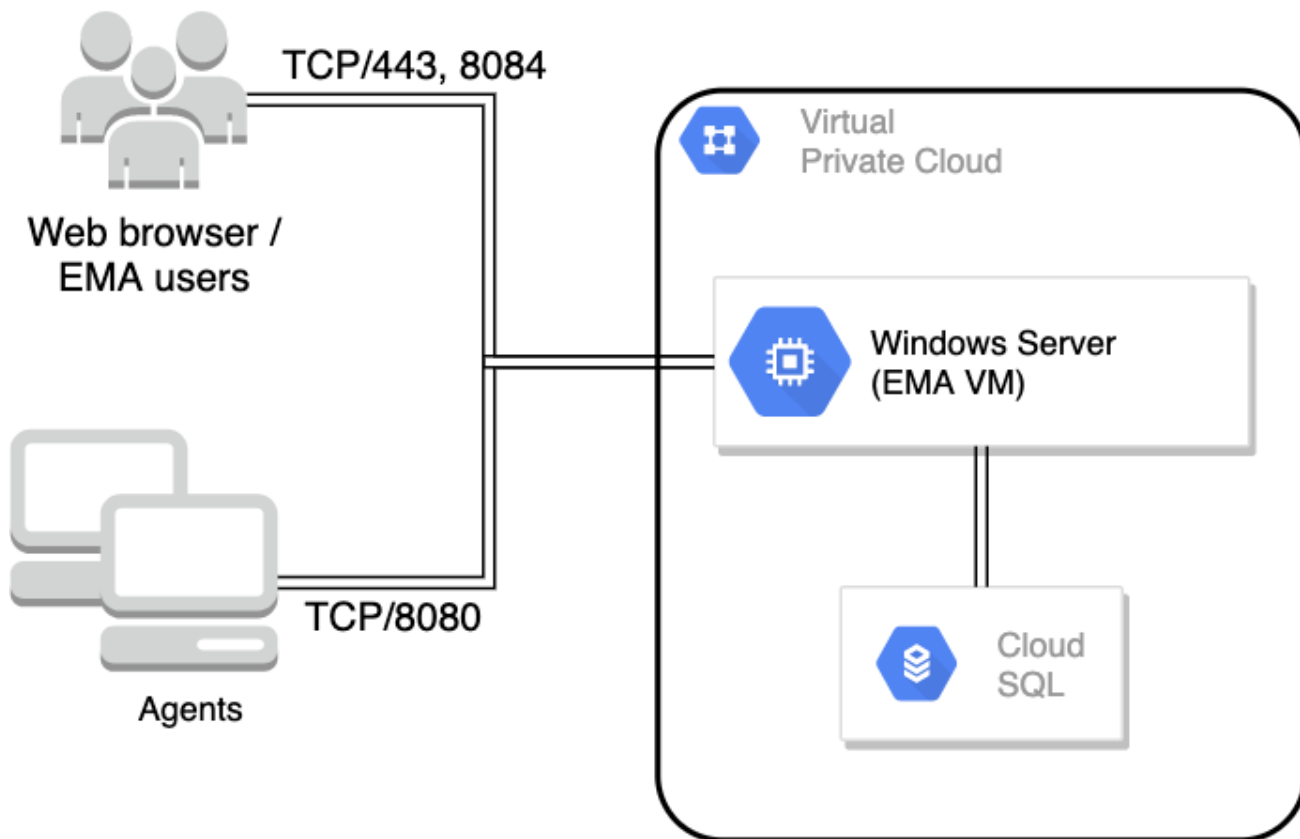 TCP/443, 8084
Web browser /
EMA users
Virtual
Private Cloud
Windows Server
(EMA VM)
TCP/8080
Agents
Cloud
SQL